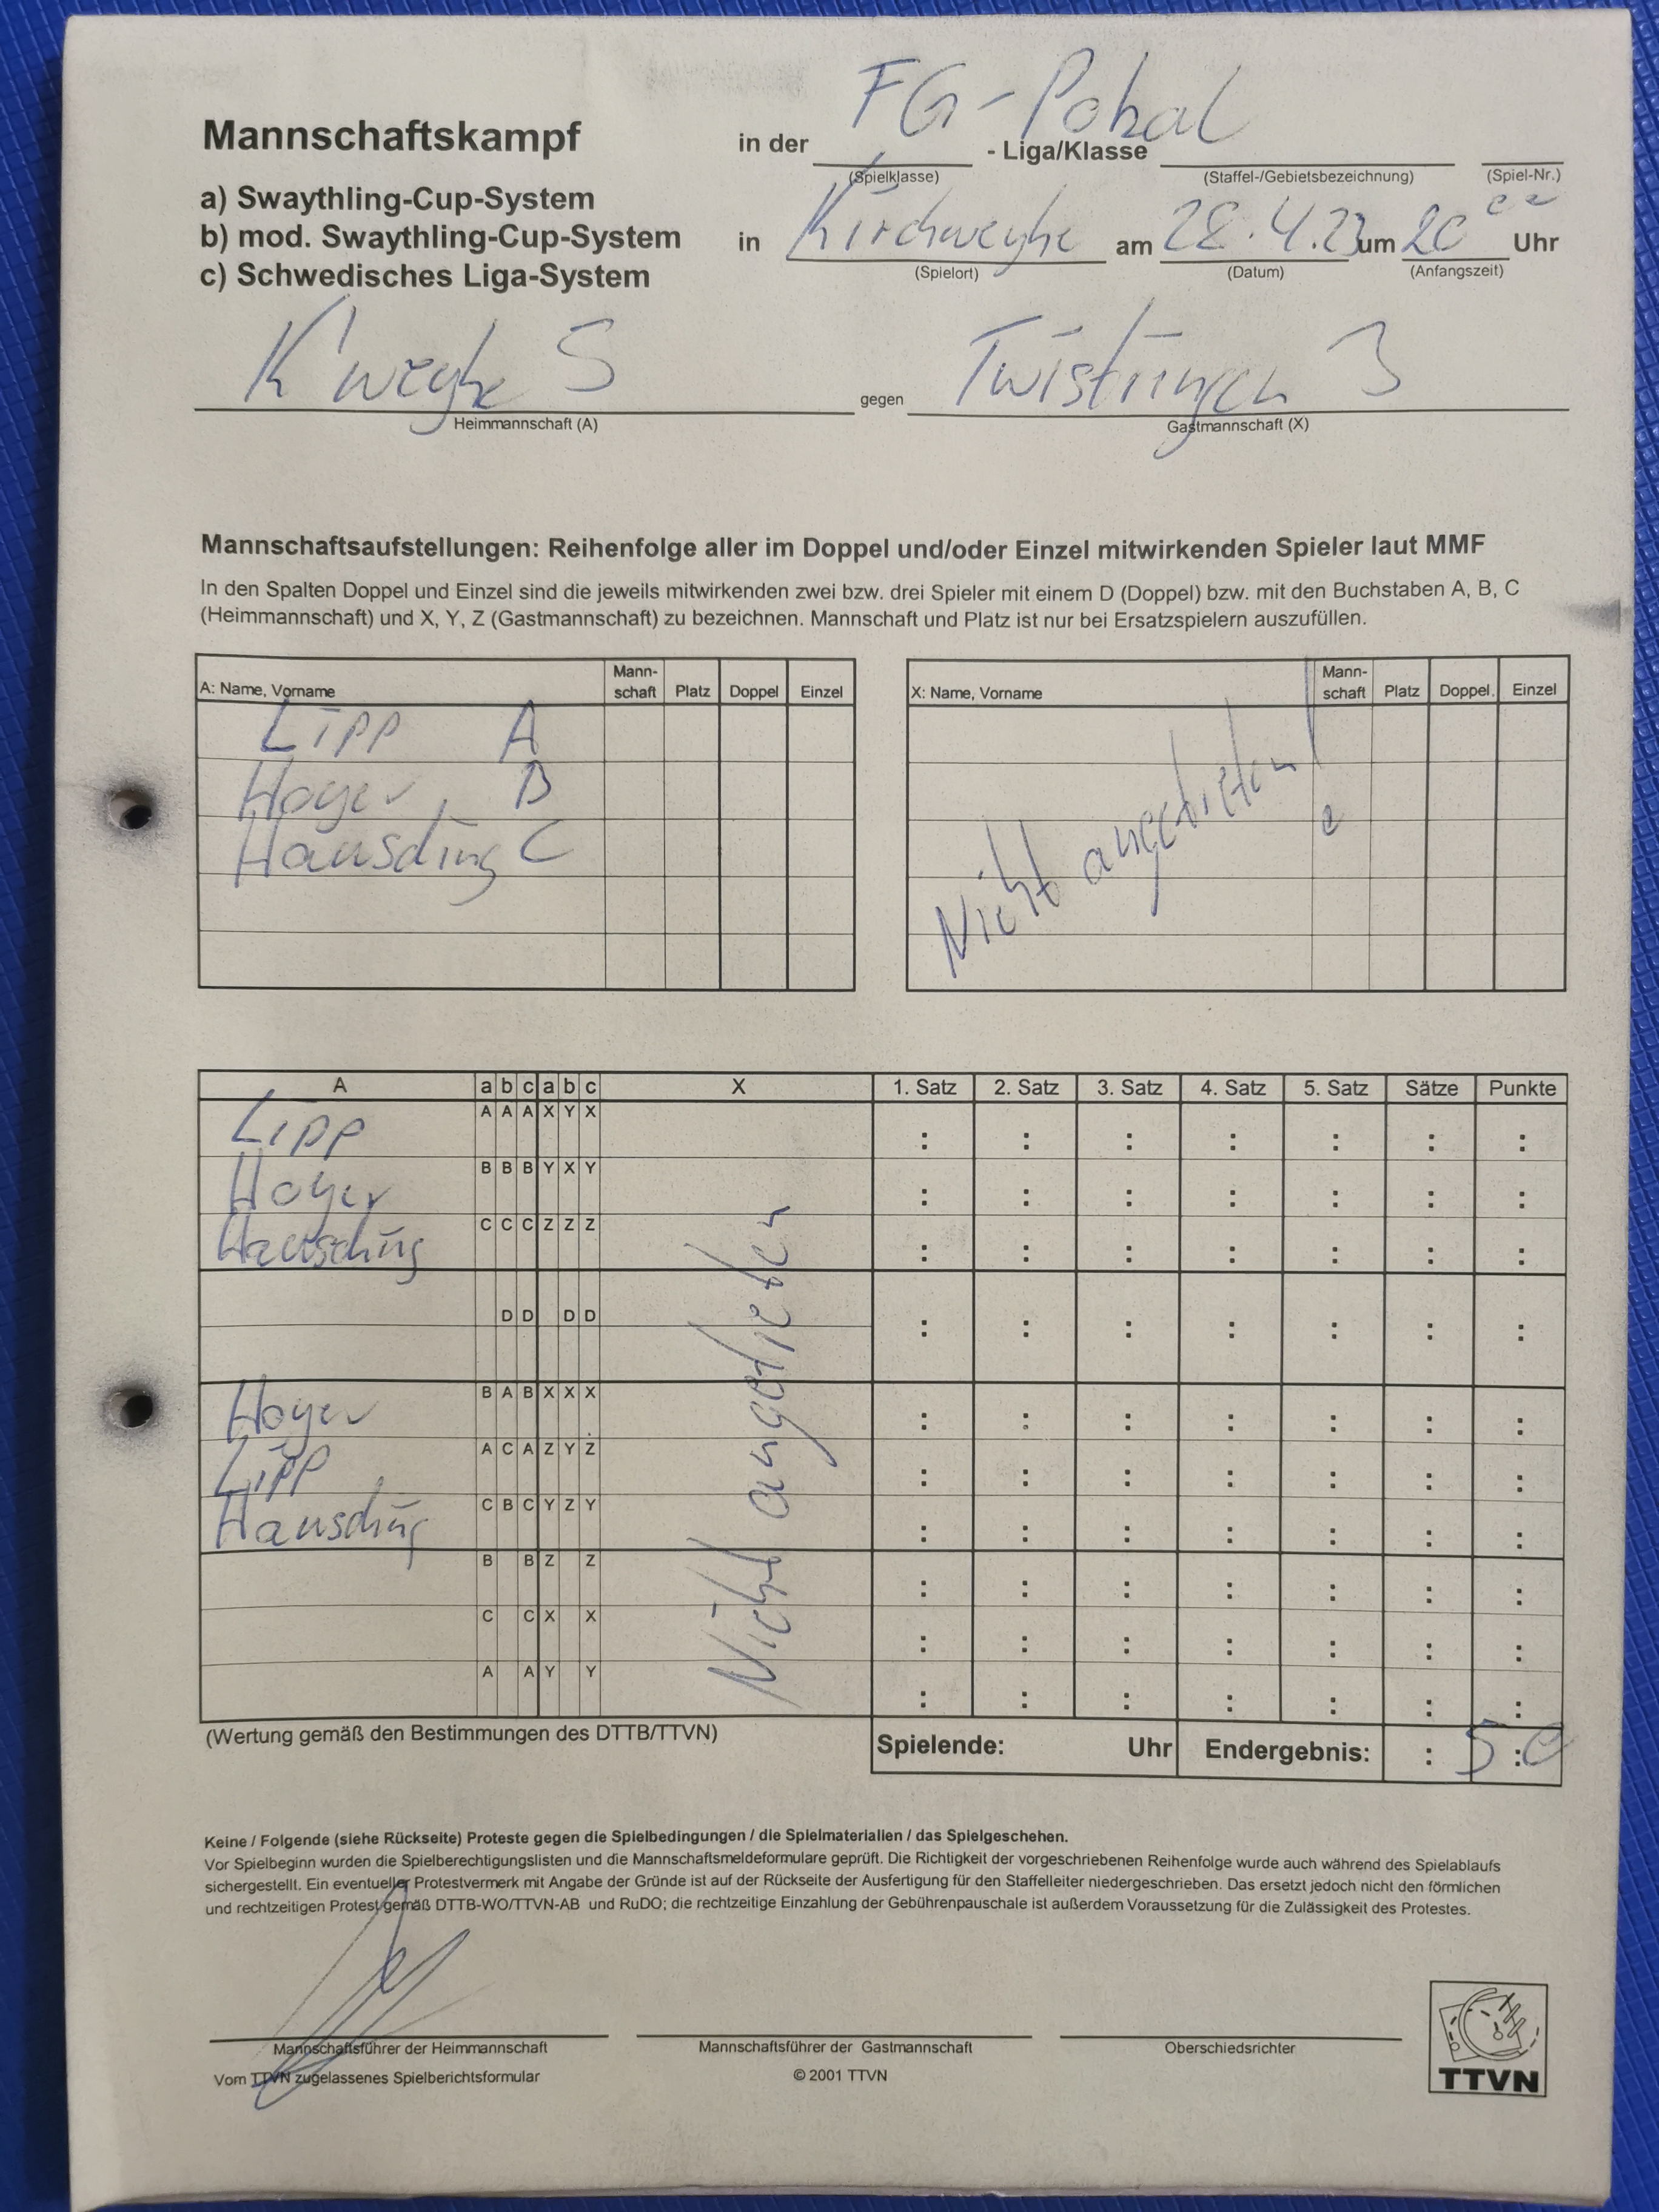 FG-Pokal
Mannschaftskampf in der - Liga/Klasse
(Spielklasse) (Staffel-/Gebietsbezeichnung) (Spiel-Nr.)
a) Swaythling-Cup-System
b) mod. Swaythling-Cup-System in Kirchweyhe am 28.4.23 um 20 00 Uhr
c) Schwedisches Liga-System (Spielort) (Datum) (Anfangszeit)
K'weyhe 5 gegen Twistringen 3
Heimmannschaft (A) Gastmannschaft (X)
Mannschaftsaufstellungen: Reihenfolge aller im Doppel und/oder Einzel mitwirkenden Spieler laut MMF
In den Spalten Doppel und Einzel sind die jeweils mitwirkenden zwei bzw. drei Spieler mit einem D (Doppel) bzw. mit den Buchstaben A, B, C
(Heimmannschaft) und X, Y, Z (Gastmannschaft) zu bezeichnen. Mannschaft und Platz ist nur bei Ersatzspielern auszufüllen.
A: Name, Vorname Mann-schaft Platz Doppel Einzel
Lipp A
Hoyer B
Hausding C
X: Name, Vorname Mann-schaft Platz Doppel Einzel
Nicht angetreten!
A a b c a b c X 1. Satz 2. Satz 3. Satz 4. Satz 5. Satz Sätze Punkte
Lipp A A A X Y X : : : : : : :
Hoyer B B B Y X Y : : : : : : :
Hausding C C C Z Z Z : : : : : : :
D D D D : : : : : : :
Hoyer B A B X X X : : : : : : :
Lipp A C A Z Y Z : : : : : : :
Hausding C B C Y Z Y : : : : : : :
B B Z Z : : : : : : :
C C X X : : : : : : :
A A Y Y : : : : : : :
Nicht angetreten
(Wertung gemäß den Bestimmungen des DTTB/TTVN) Spielende: Uhr Endergebnis: : 5:0
Keine / Folgende (siehe Rückseite) Proteste gegen die Spielbedingungen / die Spielmaterialien / das Spielgeschehen.
Vor Spielbeginn wurden die Spielberechtigungslisten und die Mannschaftsmeldeformulare geprüft. Die Richtigkeit der vorgeschriebenen Reihenfolge wurde auch während des Spielablaufs
sichergestellt. Ein eventueller Protestvermerk mit Angabe der Gründe ist auf der Rückseite der Ausfertigung für den Staffelleiter niedergeschrieben. Das ersetzt jedoch nicht den förmlichen
und rechtzeitigen Protest gemäß DTTB-WO/TTVN-AB und RuDO; die rechtzeitige Einzahlung der Gebührenpauschale ist außerdem Voraussetzung für die Zulässigkeit des Protestes.
Mannschaftsführer der Heimmannschaft Mannschaftsführer der Gastmannschaft Oberschiedsrichter
Vom TTVN zugelassenes Spielberichtsformular © 2001 TTVN
TTVN